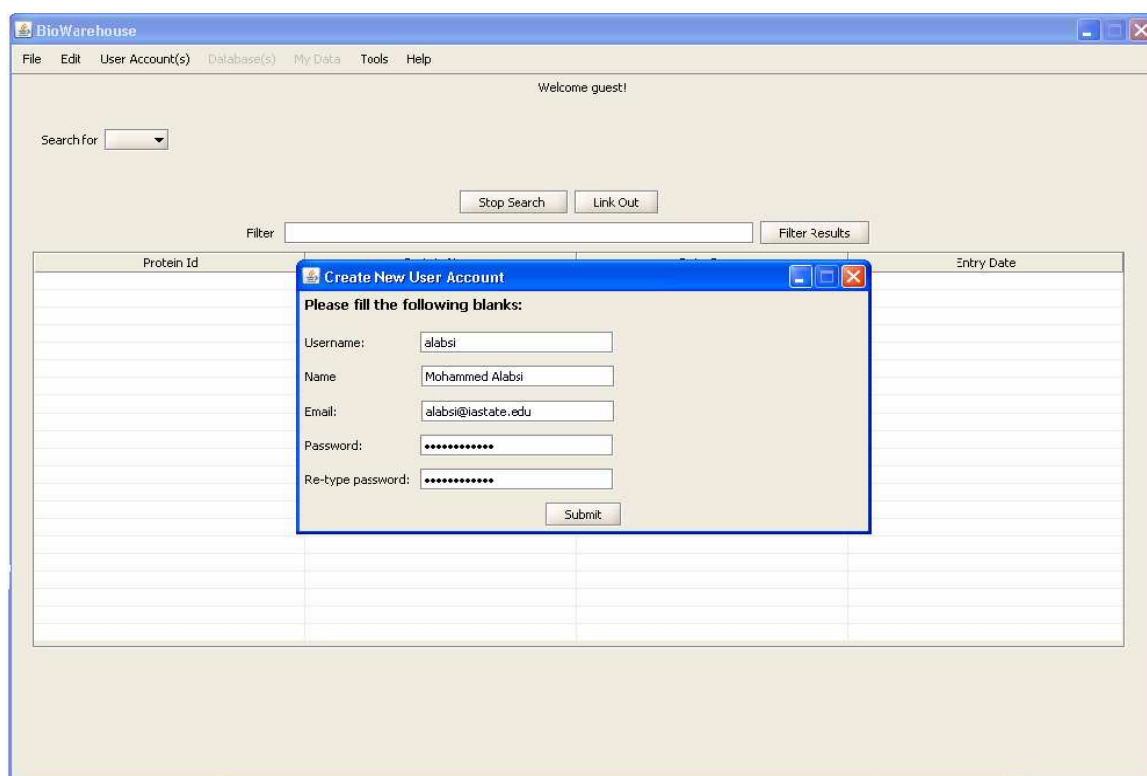 BioWarehouse
File Edit User Account(s) Database(s) My Data Tools Help
Welcome guest!
Search for
Stop Search Link Out
Filter Filter Results
Protein Id Entry Date
Create New User Account
Please fill the following blanks:
Username: alabsi
Name Mohammed Alabsi
Email: alabsi@iastate.edu
Password: ••••••••••••
Re-type password: ••••••••••••
Submit